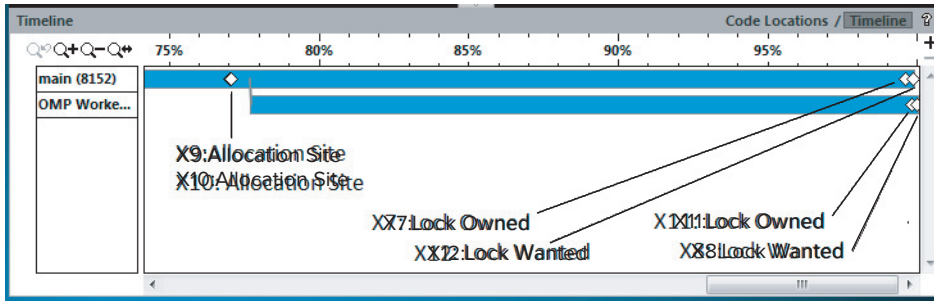 Timeline
Code Locations / Timeline ?
75% 80% 85% 90% 95%
main (8152)
OMP Worke...
X9:Allocation Site
X10: Allocation Site
X7:Lock Owned
X11:Lock Owned
X12:Lock Wanted
X8:Lock Wanted